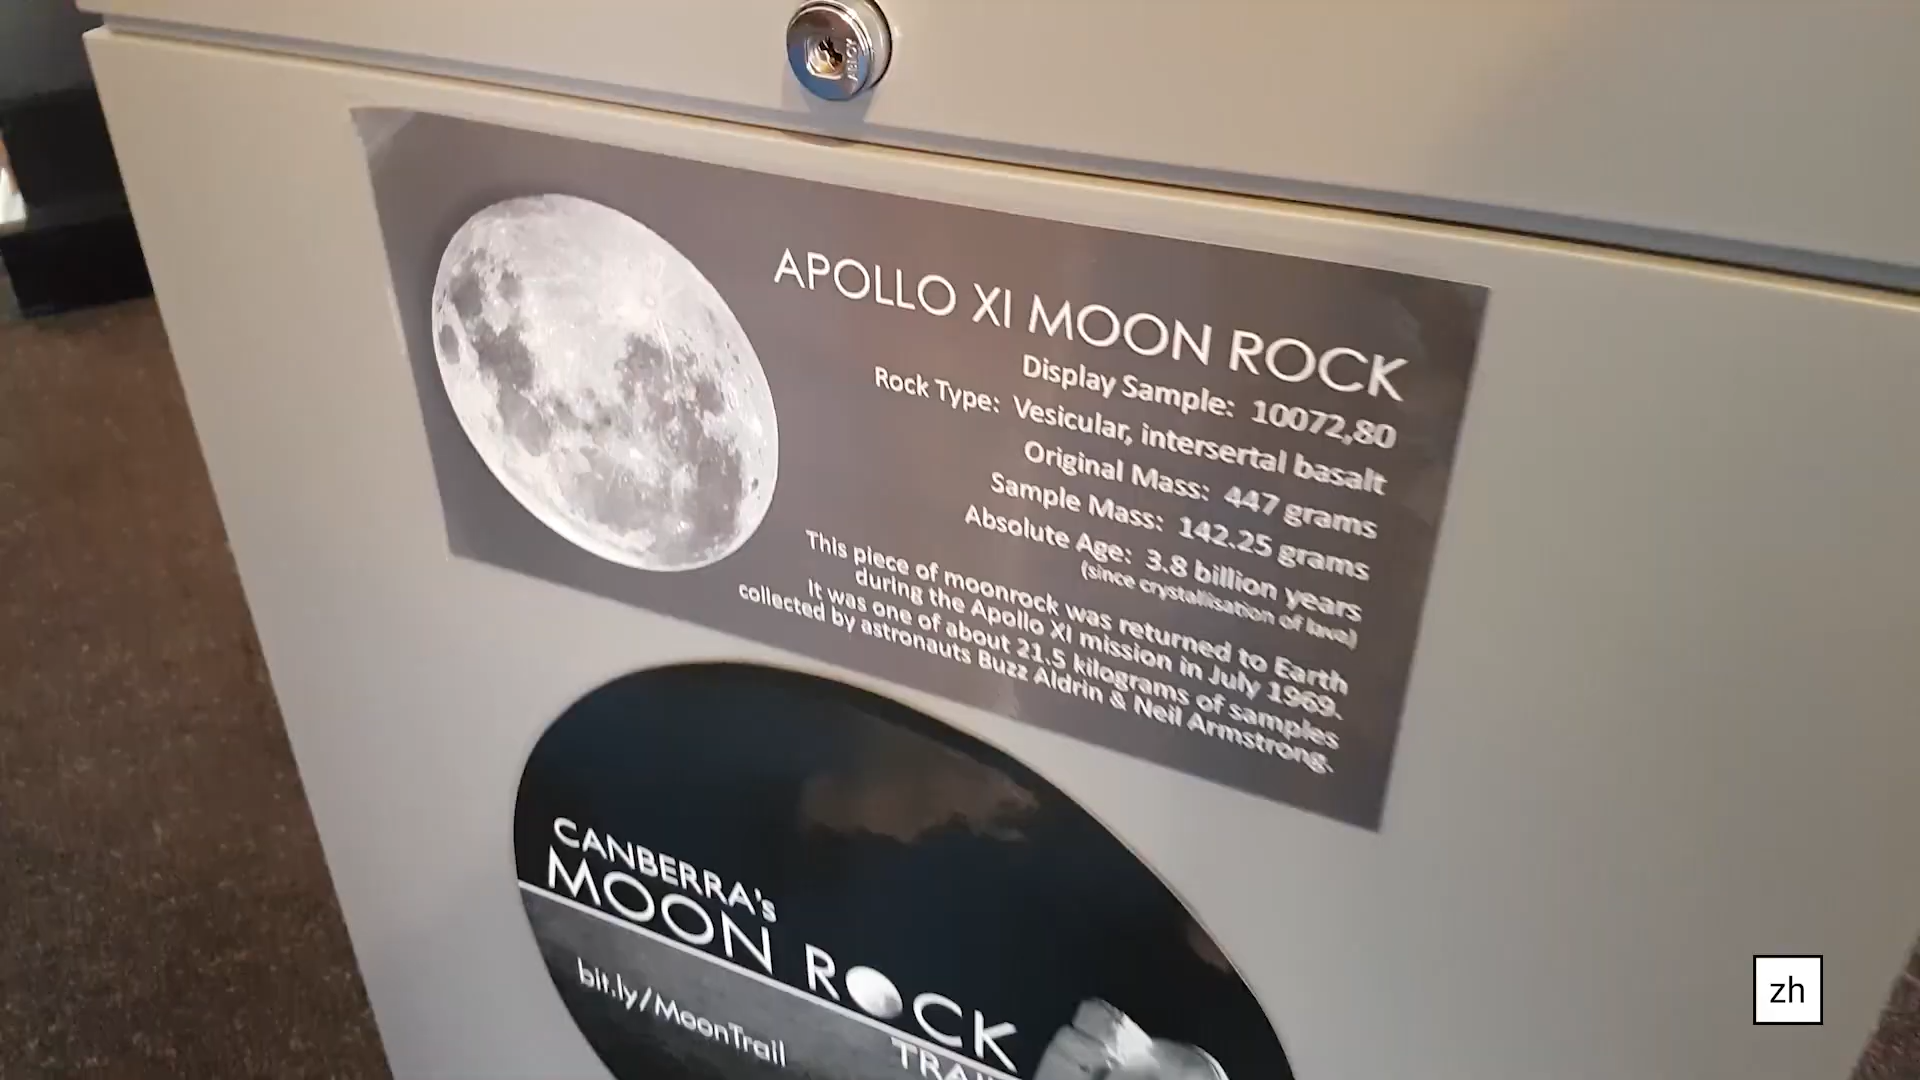 ABLOY
APOLLO XI MOON ROCK
Display Sample: 10072,80
Rock Type: Vesicular, intersertal basalt
Original Mass: 447 grams
Sample Mass: 142.25 grams
Absolute Age: 3.8 billion years
(since crystallisation of lava)
This piece of moonrock was returned to Earth
during the Apollo XI mission in July 1969.
It was one of about 21.5 kilograms of samples
collected by astronauts Buzz Aldrin & Neil Armstrong.
CANBERRA's
MOON ROCK
bit.ly/MoonTrail
zh